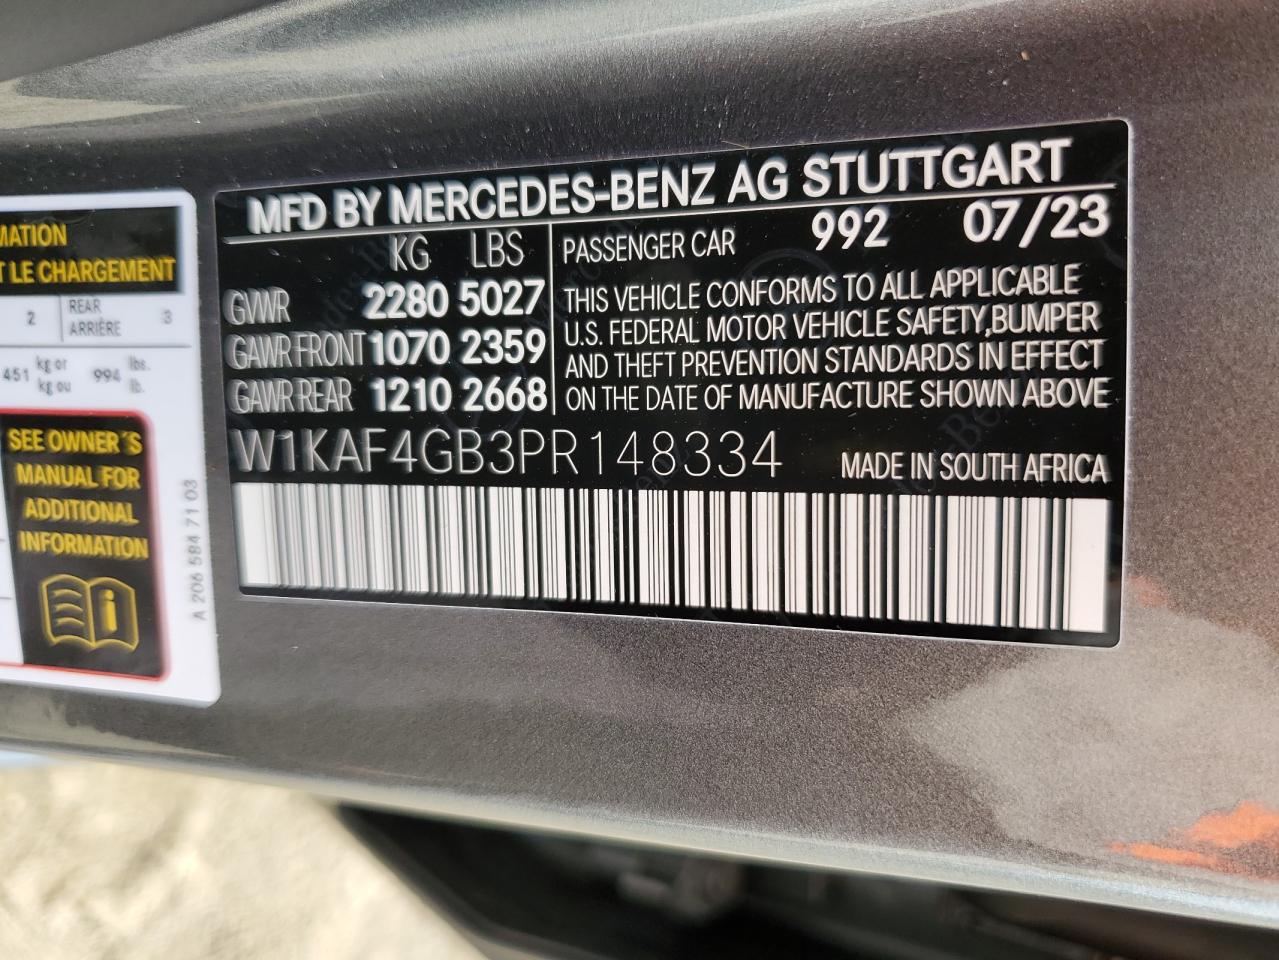 MATION
T LE CHARGEMENT
2 REAR ARRIÈRE 3
451 kg or kg ou 994 lbs. lb.
SEE OWNER´S
MANUAL FOR
ADDITIONAL
INFORMATION
A 206 584 71 03
MFD BY MERCEDES-BENZ AG STUTTGART
KG LBS PASSENGER CAR 992 07/23
GVWR 2280 5027
GAWR FRONT 1070 2359
GAWR REAR 1210 2668
THIS VEHICLE CONFORMS TO ALL APPLICABLE
U.S. FEDERAL MOTOR VEHICLE SAFETY,BUMPER
AND THEFT PREVENTION STANDARDS IN EFFECT
ON THE DATE OF MANUFACTURE SHOWN ABOVE
W1KAF4GB3PR148334 MADE IN SOUTH AFRICA